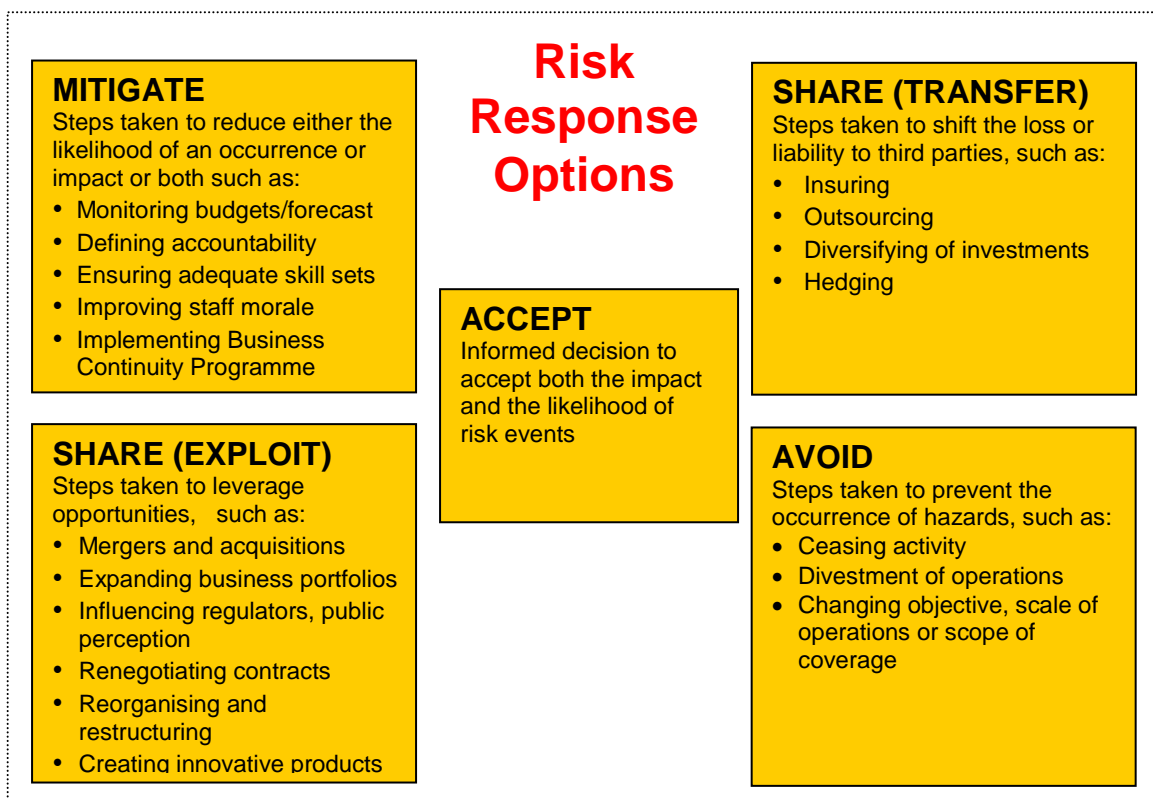 Risk
Response
Options
MITIGATE
Steps taken to reduce either the
likelihood of an occurrence or
impact or both such as:
• Monitoring budgets/forecast
• Defining accountability
• Ensuring adequate skill sets
• Improving staff morale
• Implementing Business
Continuity Programme
SHARE (EXPLOIT)
Steps taken to leverage
opportunities, such as:
• Mergers and acquisitions
• Expanding business portfolios
• Influencing regulators, public
perception
• Renegotiating contracts
• Reorganising and
restructuring
• Creating innovative products
ACCEPT
Informed decision to
accept both the impact
and the likelihood of
risk events
SHARE (TRANSFER)
Steps taken to shift the loss or
liability to third parties, such as:
• Insuring
• Outsourcing
• Diversifying of investments
• Hedging
AVOID
Steps taken to prevent the
occurrence of hazards, such as:
• Ceasing activity
• Divestment of operations
• Changing objective, scale of
operations or scope of
coverage